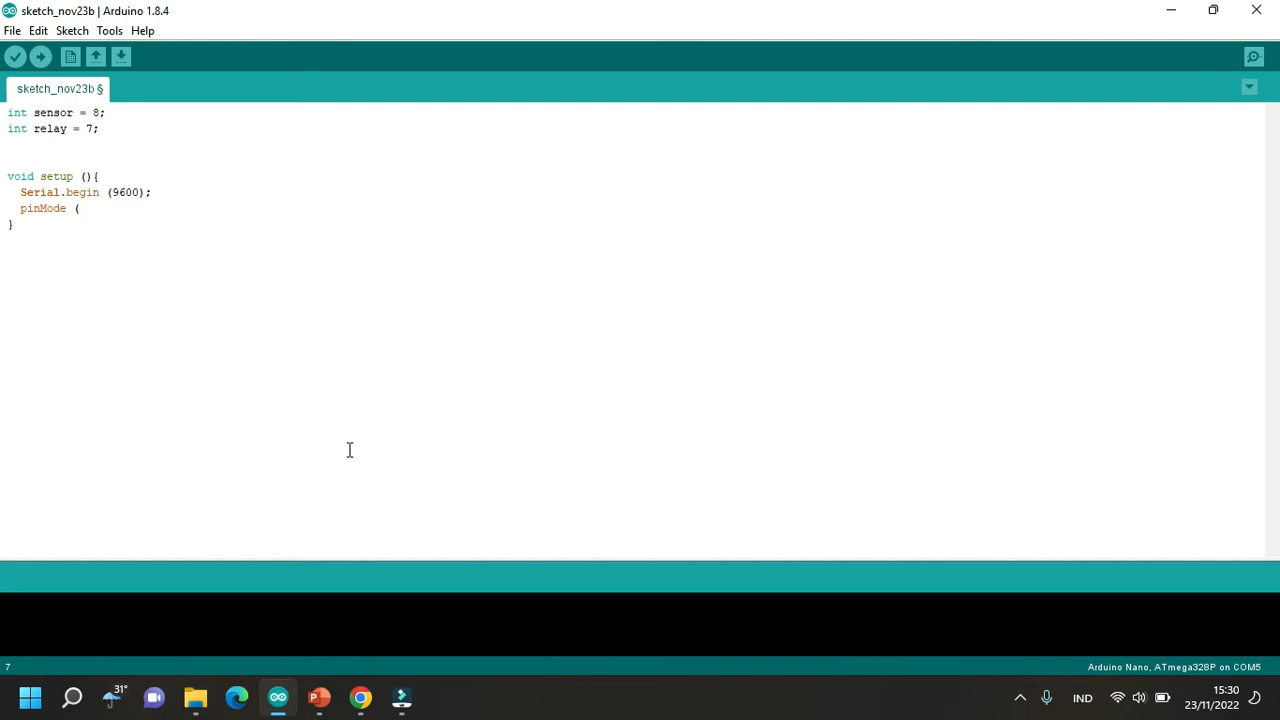 sketch_nov23b | Arduino 1.8.4
File Edit Sketch Tools Help
sketch_nov23b §
int sensor = 8;
int relay = 7;
void setup (){
Serial.begin (9600);
pinMode (
}
7
Arduino Nano, ATmega328P on COM5
31°
IND
15:30
23/11/2022